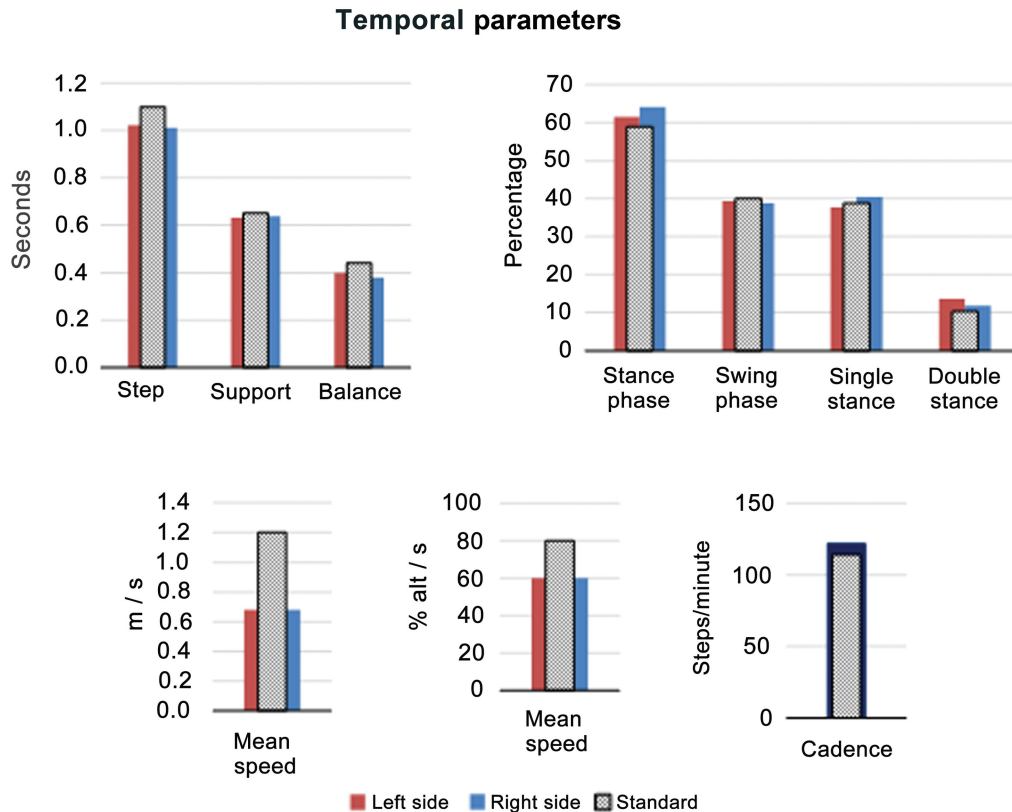 Temporal parameters
Seconds
1.2
1.0
0.8
0.6
0.4
0.2
0.0
Step Support Balance
Percentage
70
60
50
40
30
20
10
0
Stance phase
Swing phase
Single stance
Double stance
m / s
1.4
1.2
1.0
0.8
0.6
0.4
0.2
0.0
Mean
speed
% alt / s
100
80
60
40
20
0
Mean
speed
Steps/minute
150
100
50
0
Cadence
Left side Right side Standard